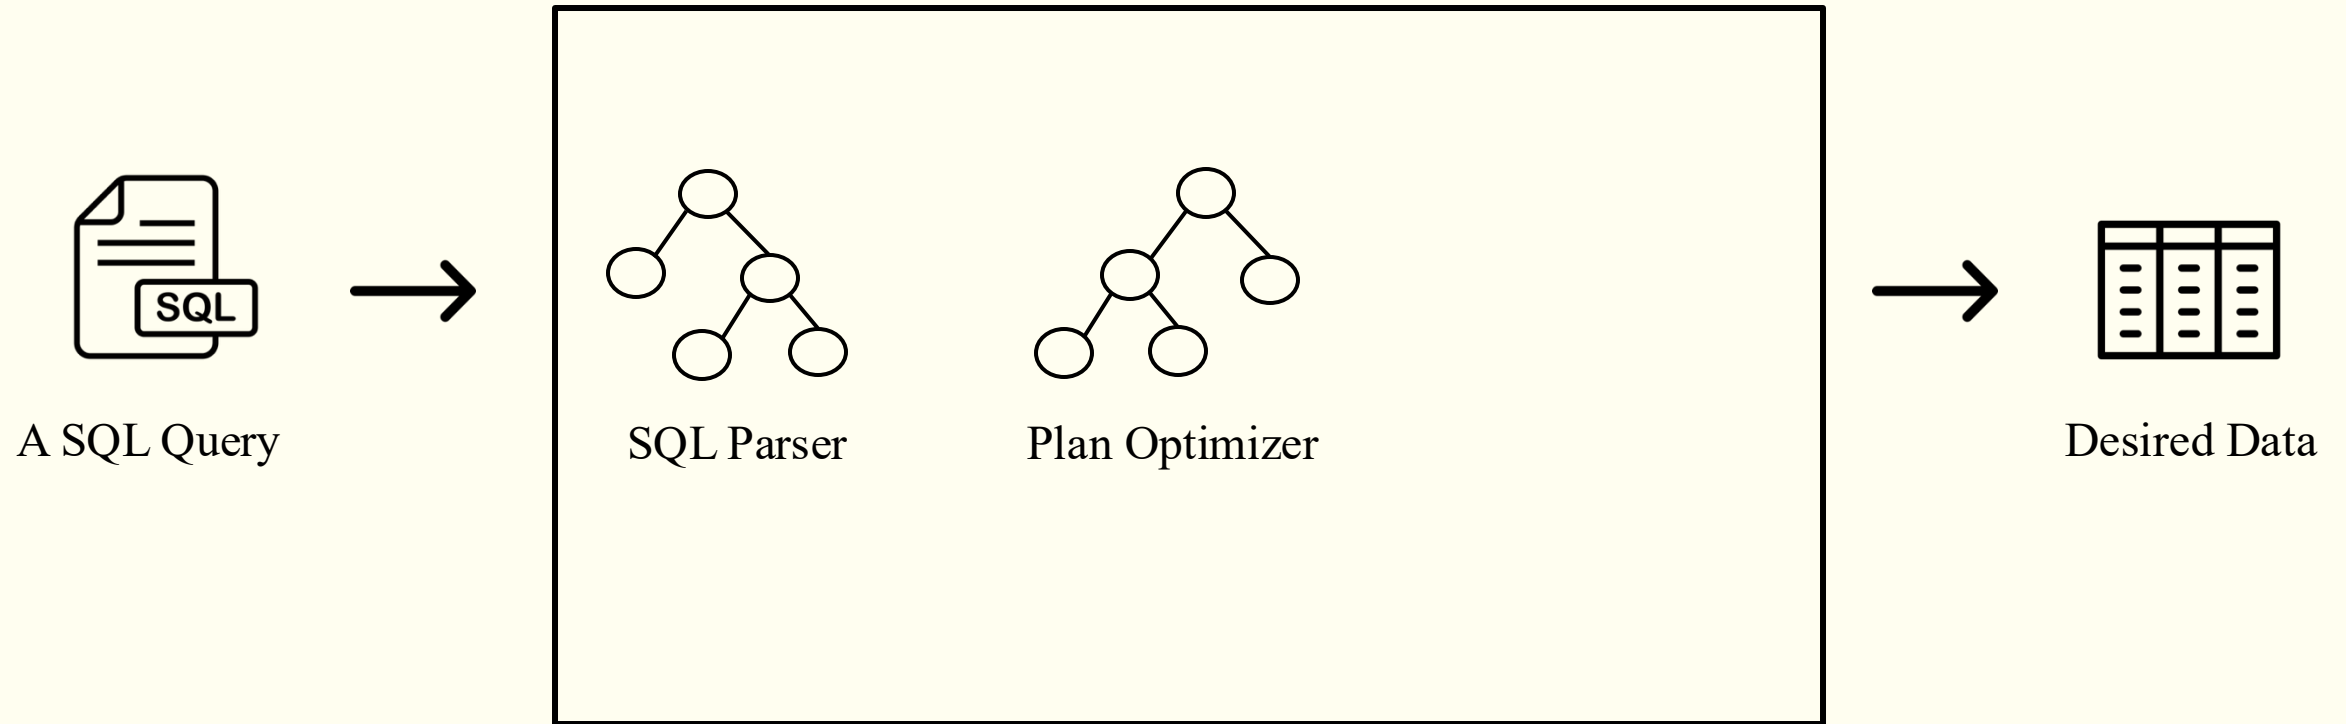 SQL
A SQL Query
SQL Parser
Plan Optimizer
Desired Data